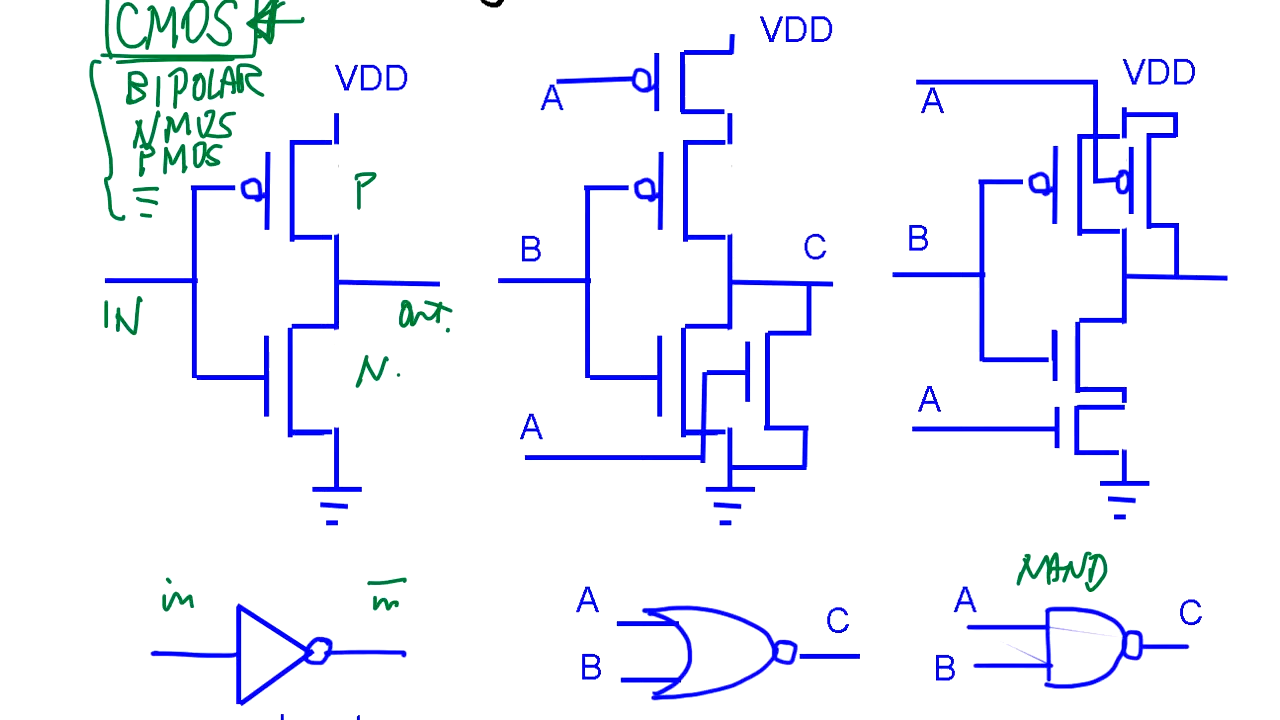 CMOS
BIPOLAR
NMOS
PMOS
VDD
P
IN
OUT.
N.
VDD
A
B
C
A
VDD
A
B
A
in
in
A
B
C
NAND
A
B
C